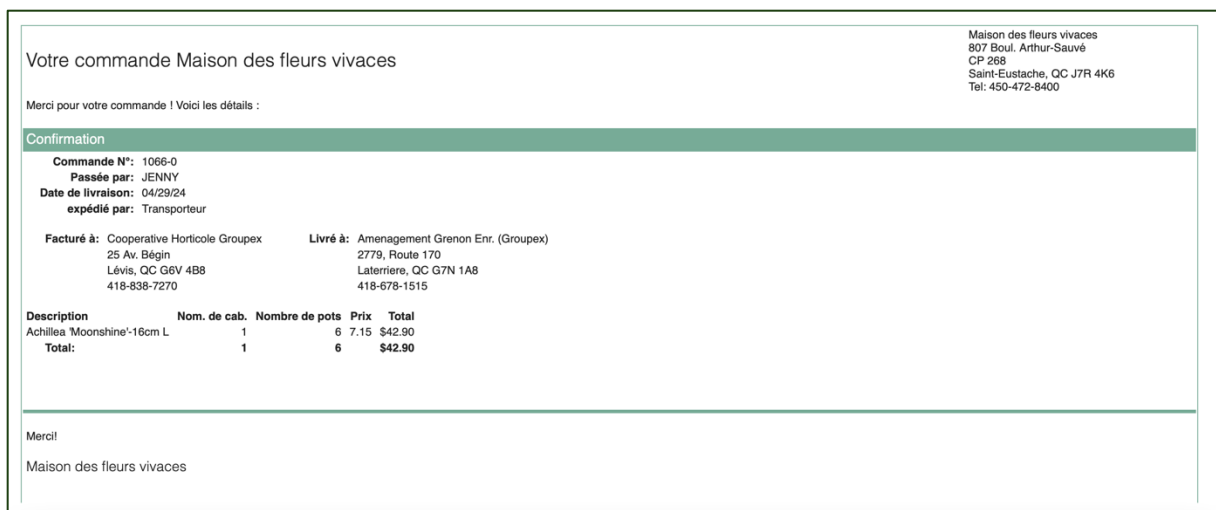 Votre commande Maison des fleurs vivaces
Maison des fleurs vivaces
807 Boul. Arthur-Sauvé
CP 268
Saint-Eustache, QC J7R 4K6
Tel: 450-472-8400
Merci pour votre commande ! Voici les détails :
Confirmation
Commande N°: 1066-0
Passée par: JENNY
Date de livraison: 04/29/24
expédié par: Transporteur
Facturé à: Cooperative Horticole Groupex Livré à: Amenagement Grenon Enr. (Groupex)
25 Av. Bégin 2779, Route 170
Lévis, QC G6V 4B8 Laterriere, QC G7N 1A8
418-838-7270 418-678-1515
Description Nom. de cab. Nombre de pots Prix Total
Achillea 'Moonshine'-16cm L 1 6 7.15 $42.90
Total: 1 6 $42.90
Merci!
Maison des fleurs vivaces